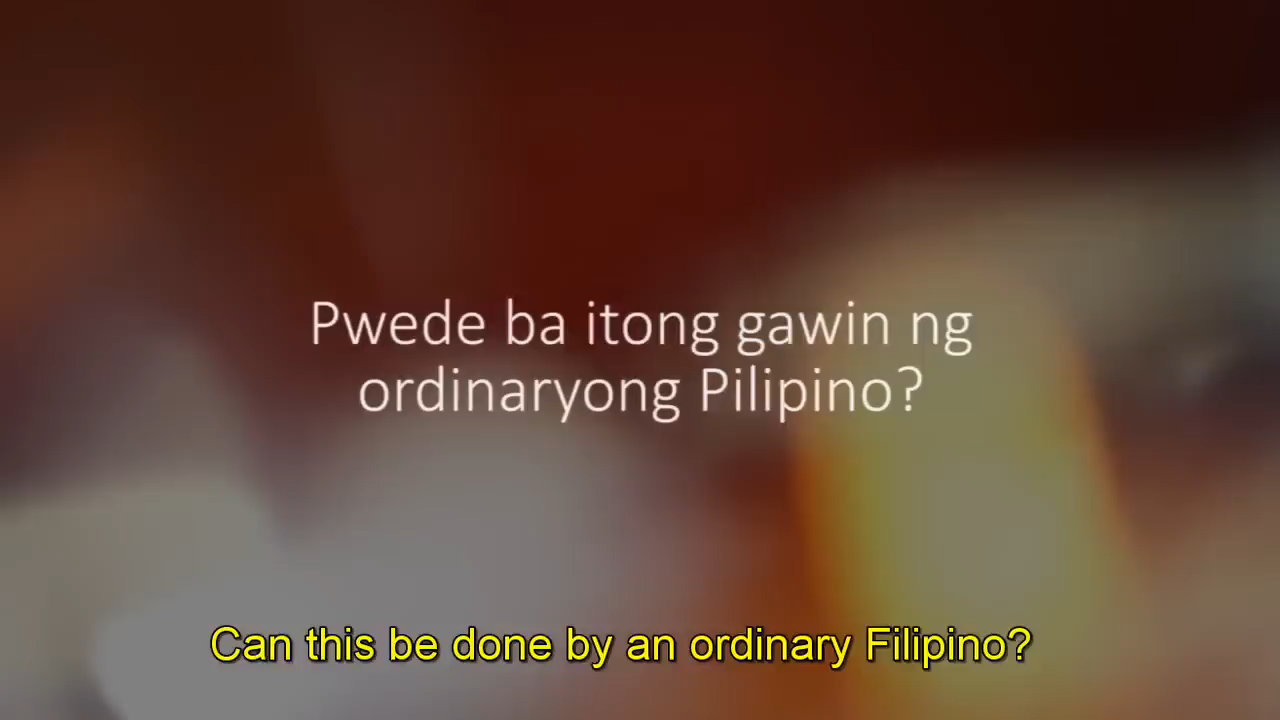 Pwede ba itong gawin ng
ordinaryong Pilipino?
Can this be done by an ordinary Filipino?